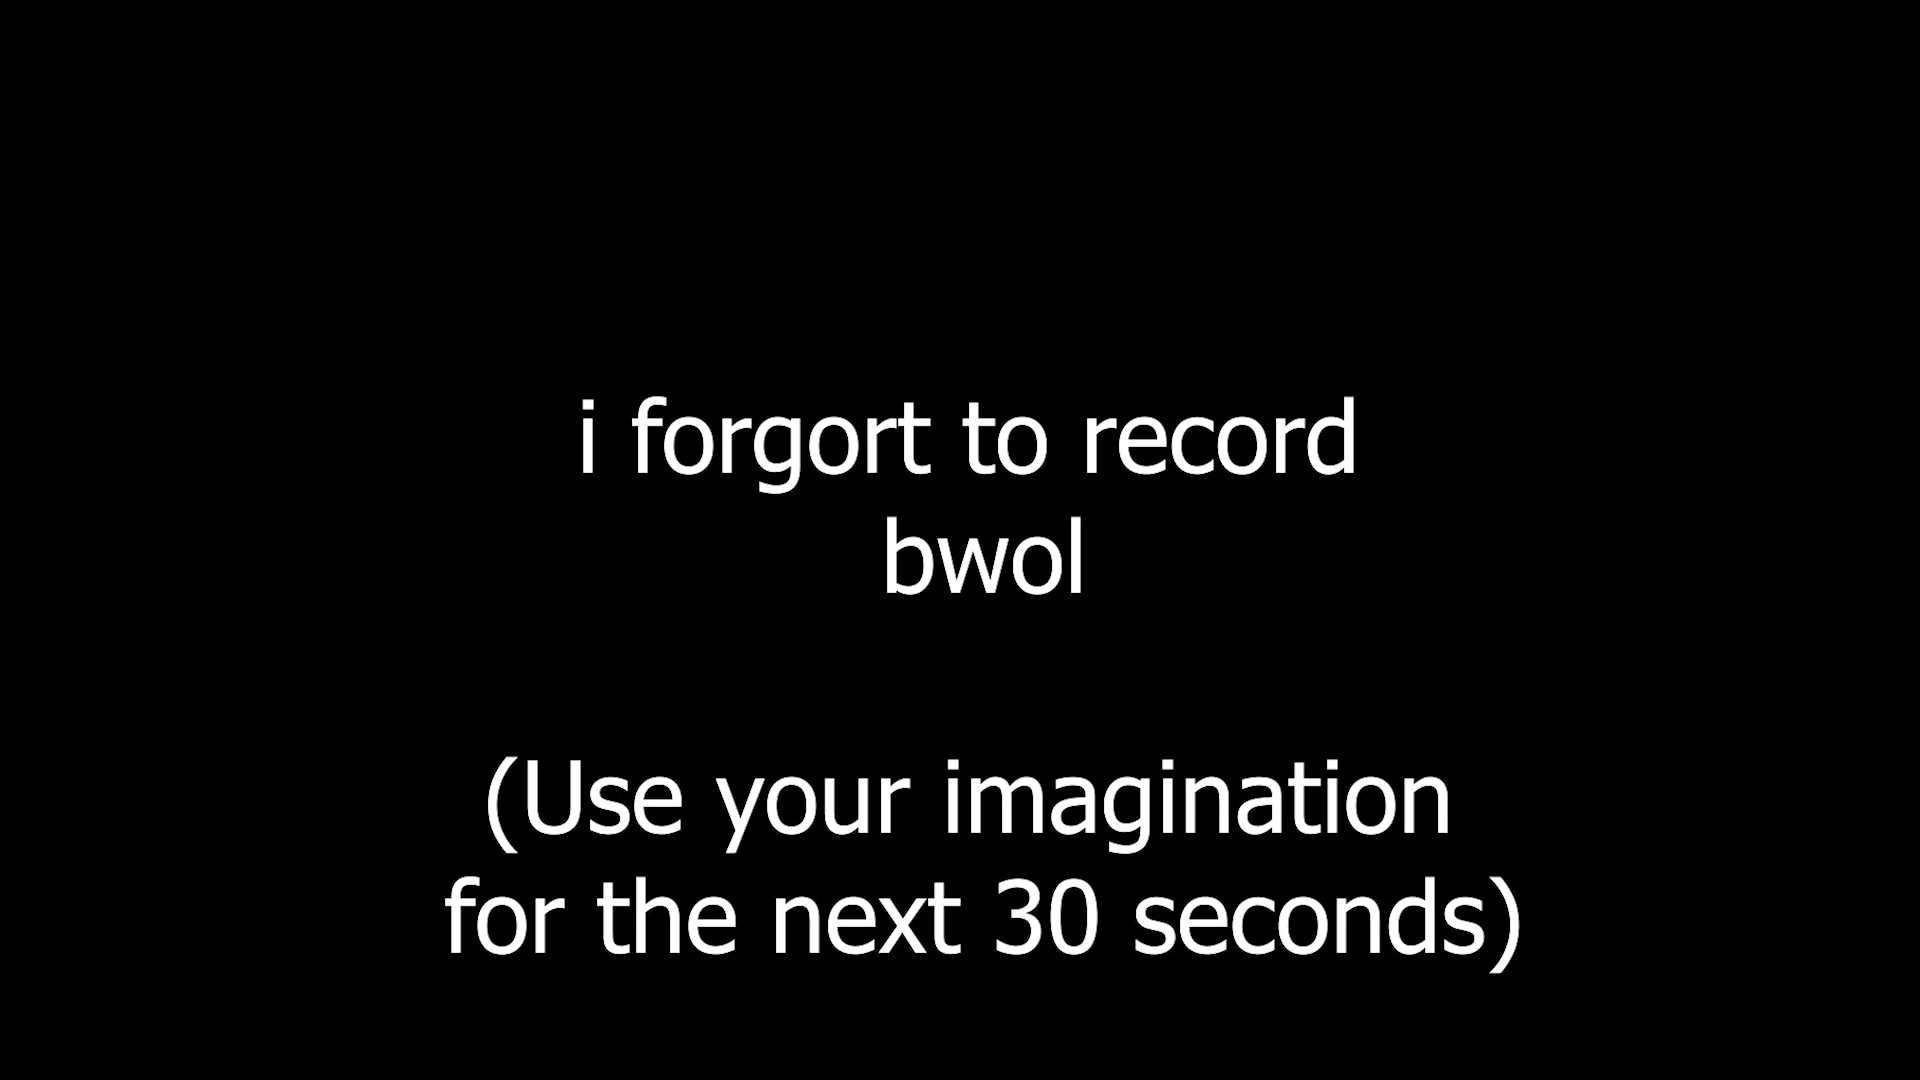 i forgort to record
bwol
(Use your imagination
for the next 30 seconds)